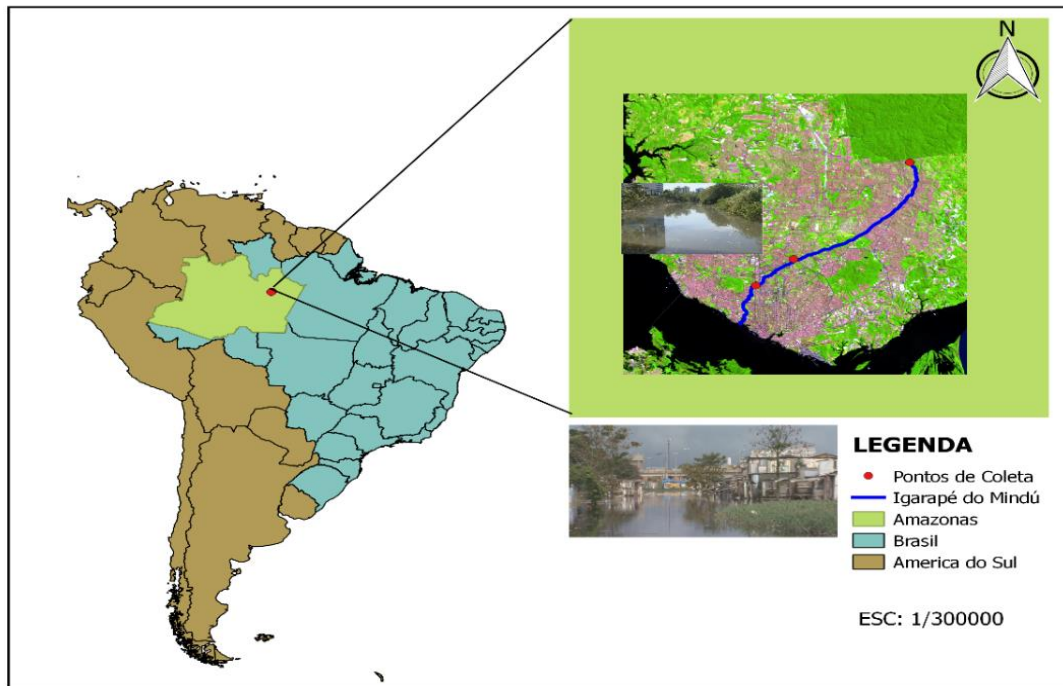 N
LEGENDA
Pontos de Coleta
Igarapé do Mindú
Amazonas
Brasil
America do Sul
ESC: 1/300000